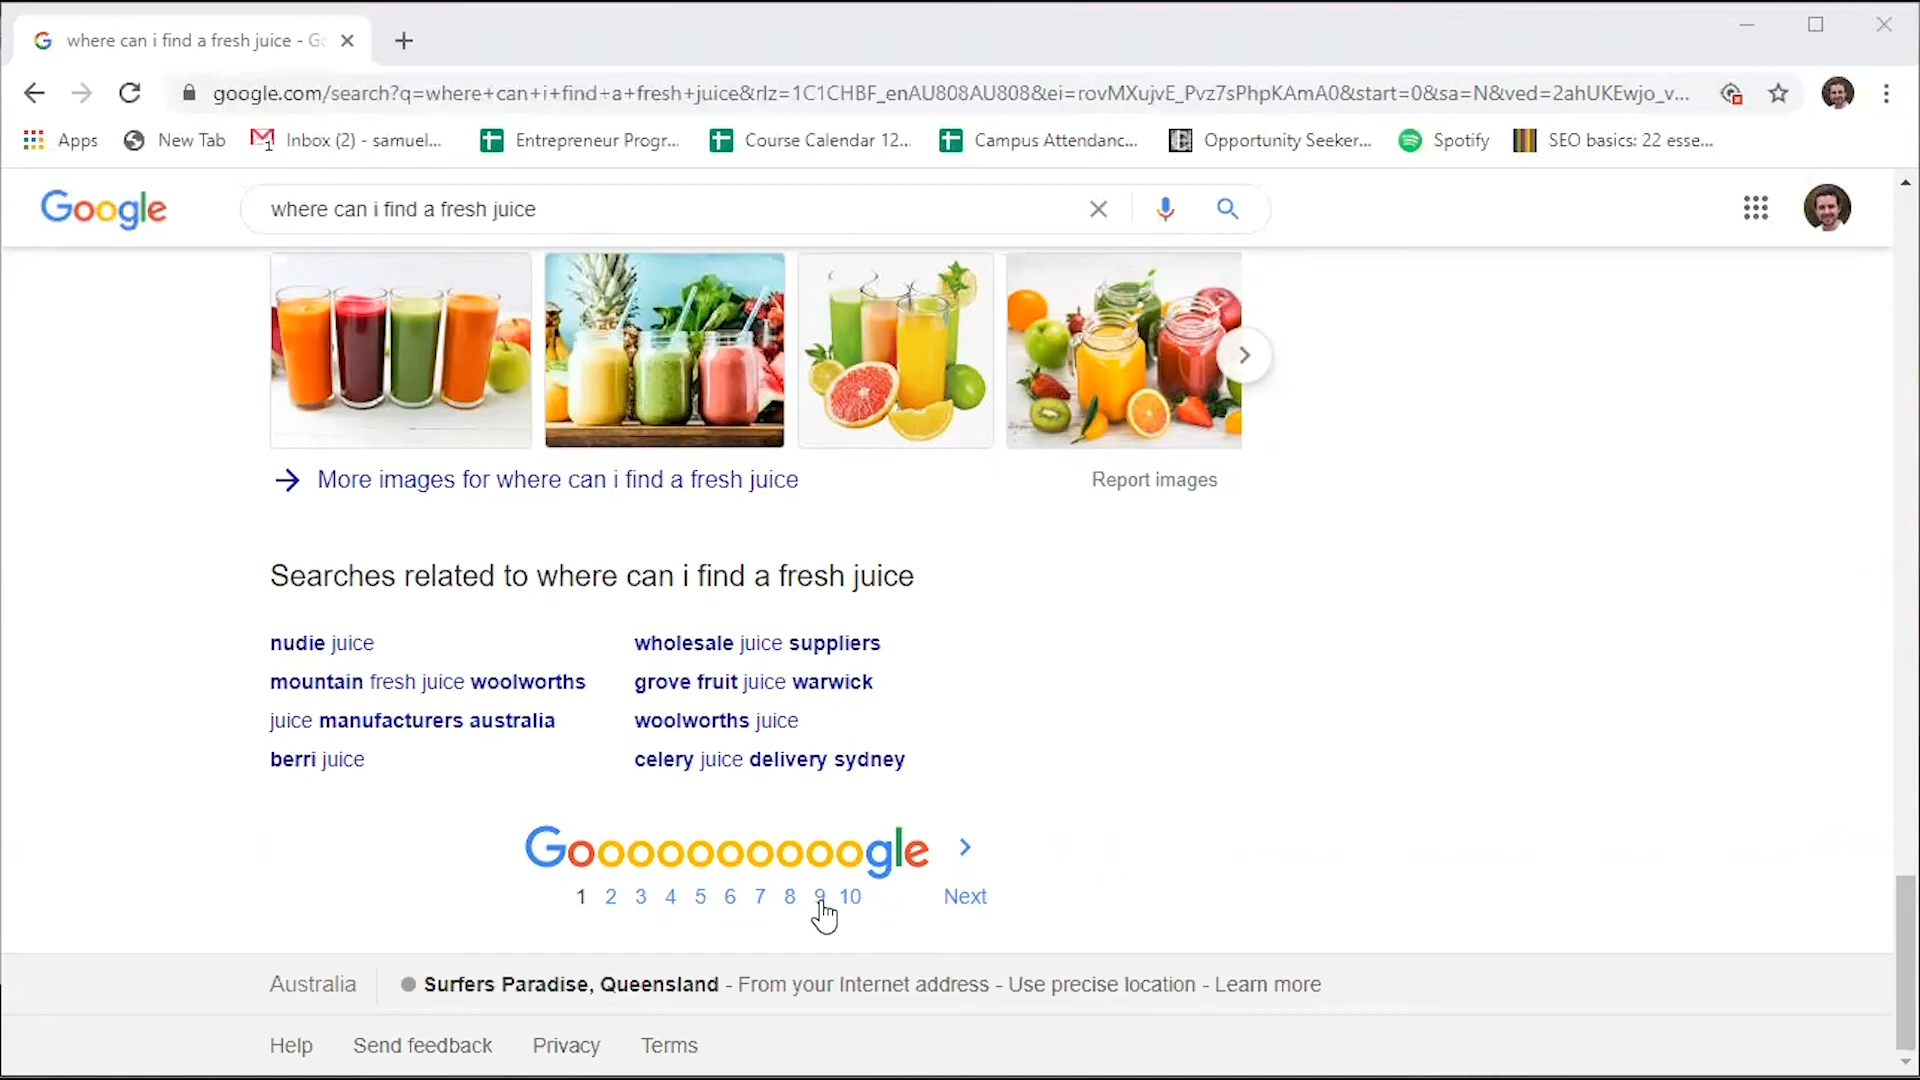 where can i find a fresh juice - Go
google.com/search?q=where+can+i+find+a+fresh+juice&rlz=1C1CHBF_enAU808AU808&ei=rovMXujvE_Pvz7sPhpKAmA0&start=0&sa=N&ved=2ahUKEwjo_v...
Apps New Tab Inbox (2) - samuel... Entrepreneur Progr... Course Calendar 12... Campus Attendanc... Opportunity Seeker... Spotify SEO basics: 22 esse...
Google where can i find a fresh juice
More images for where can i find a fresh juice Report images
Searches related to where can i find a fresh juice
nudie juice wholesale juice suppliers
mountain fresh juice woolworths grove fruit juice warwick
juice manufacturers australia woolworths juice
berri juice celery juice delivery sydney
Goooooooooogle
1 2 3 4 5 6 7 8 9 10 Next
Australia Surfers Paradise, Queensland - From your Internet address - Use precise location - Learn more
Help Send feedback Privacy Terms